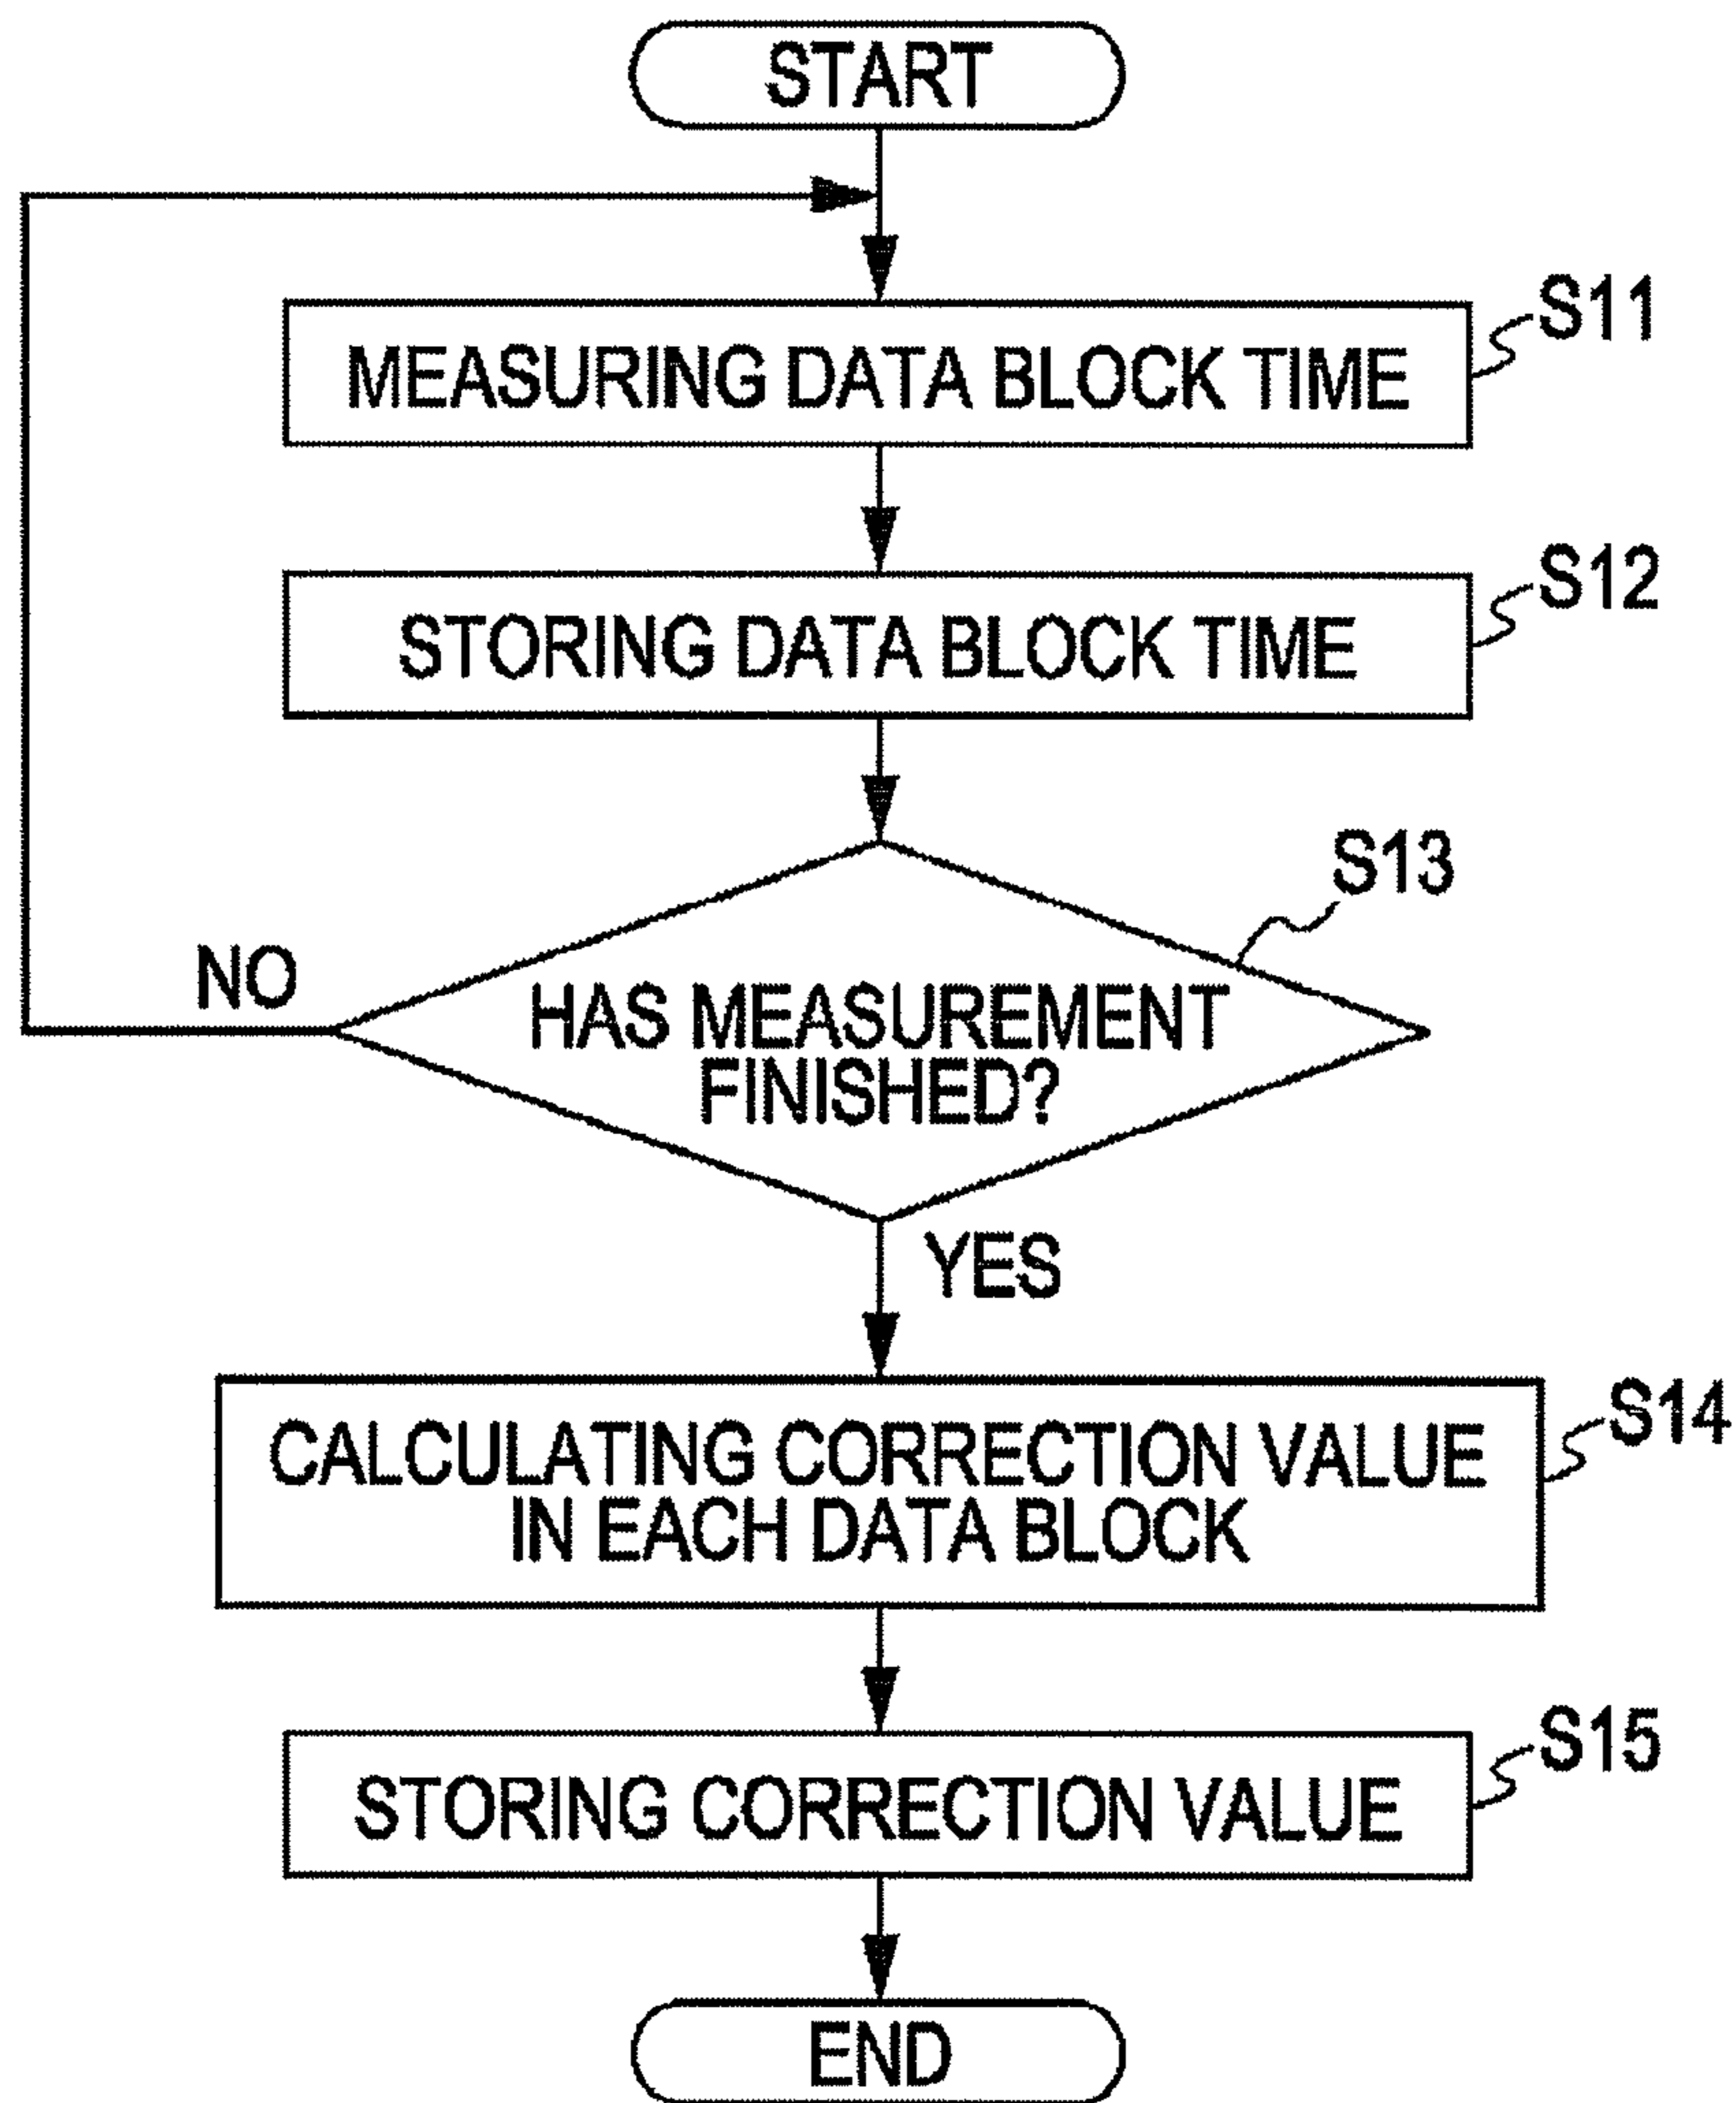 START
MEASURING DATA BLOCK TIME
S11
STORING DATA BLOCK TIME
S12
S13
NO
HAS MEASUREMENT
FINISHED?
YES
CALCULATING CORRECTION VALUE
IN EACH DATA BLOCK
S14
STORING CORRECTION VALUE
S15
END